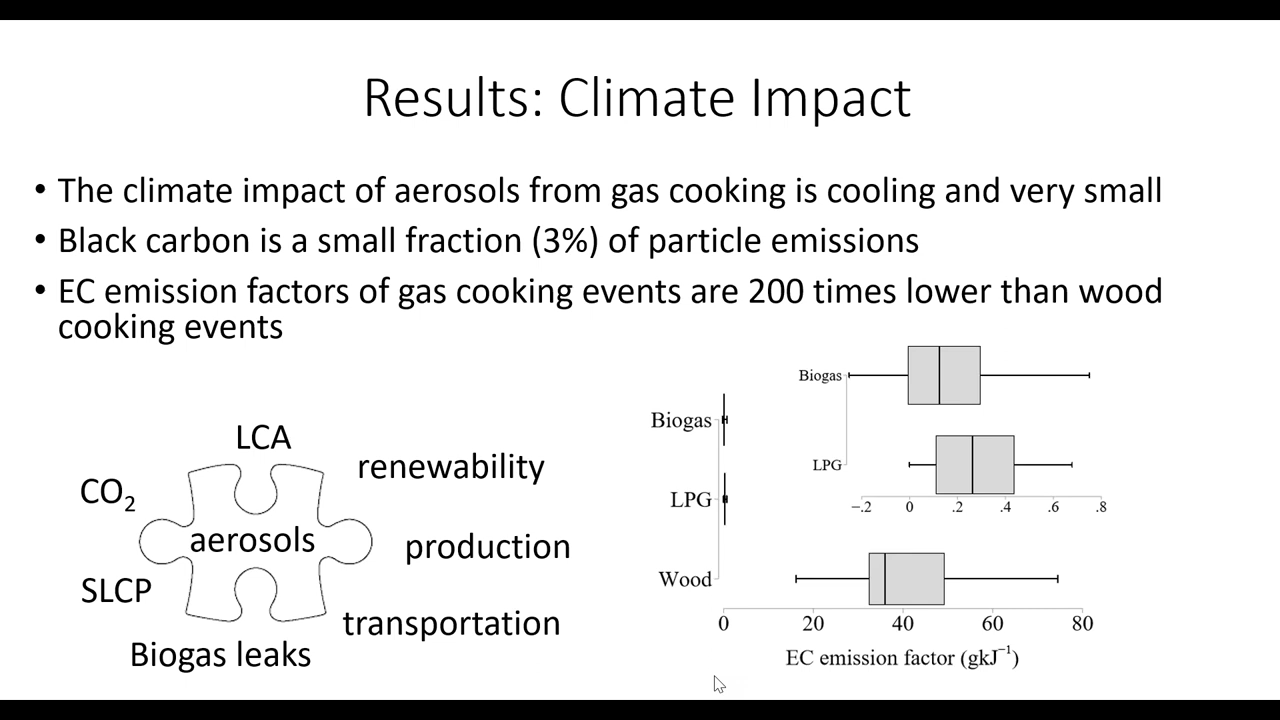 Results: Climate Impact
• The climate impact of aerosols from gas cooking is cooling and very small
• Black carbon is a small fraction (3%) of particle emissions
• EC emission factors of gas cooking events are 200 times lower than wood
cooking events
LCA
renewability
CO₂
aerosols
production
SLCP
transportation
Biogas leaks
Biogas
LPG
−.2 0 .2 .4 .6 .8
Biogas
LPG
Wood
0 20 40 60 80
EC emission factor (gkJ⁻¹)